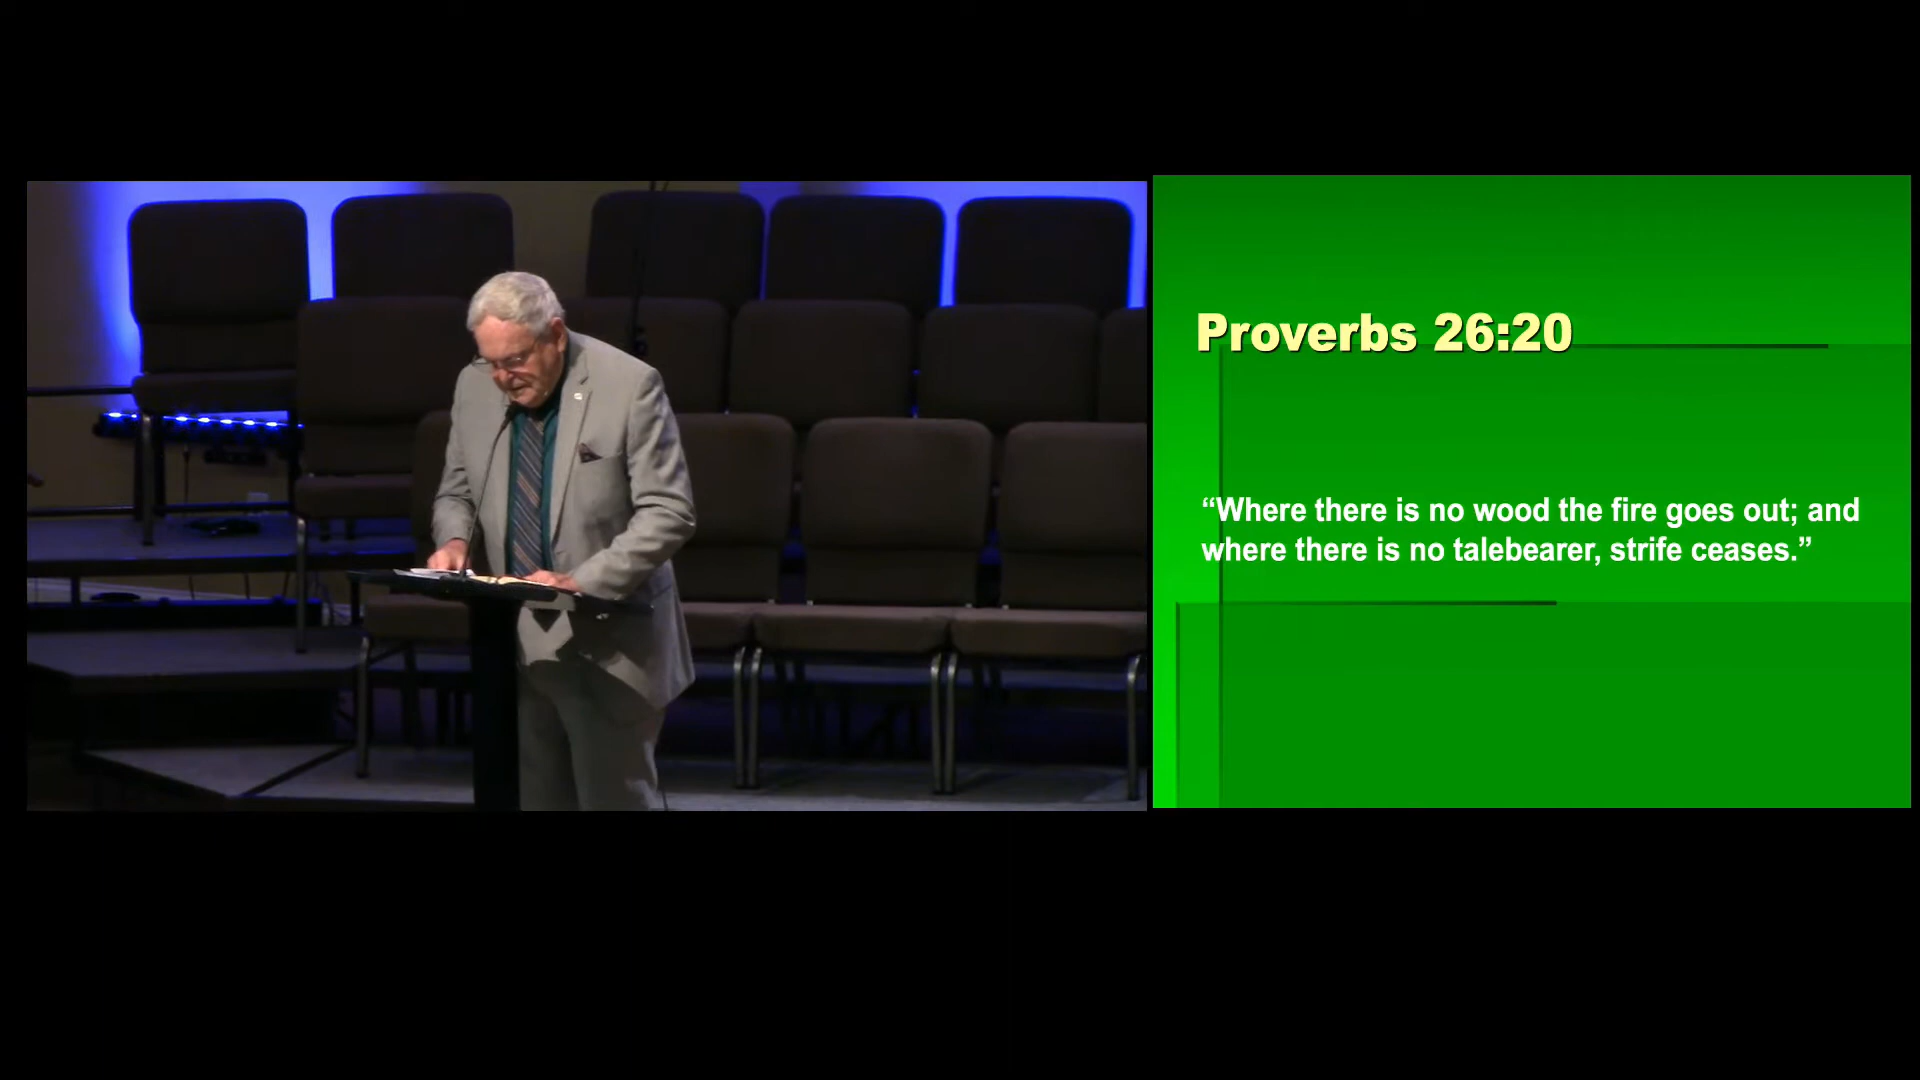 Proverbs 26:20
“Where there is no wood the fire goes out; and
where there is no talebearer, strife ceases.”